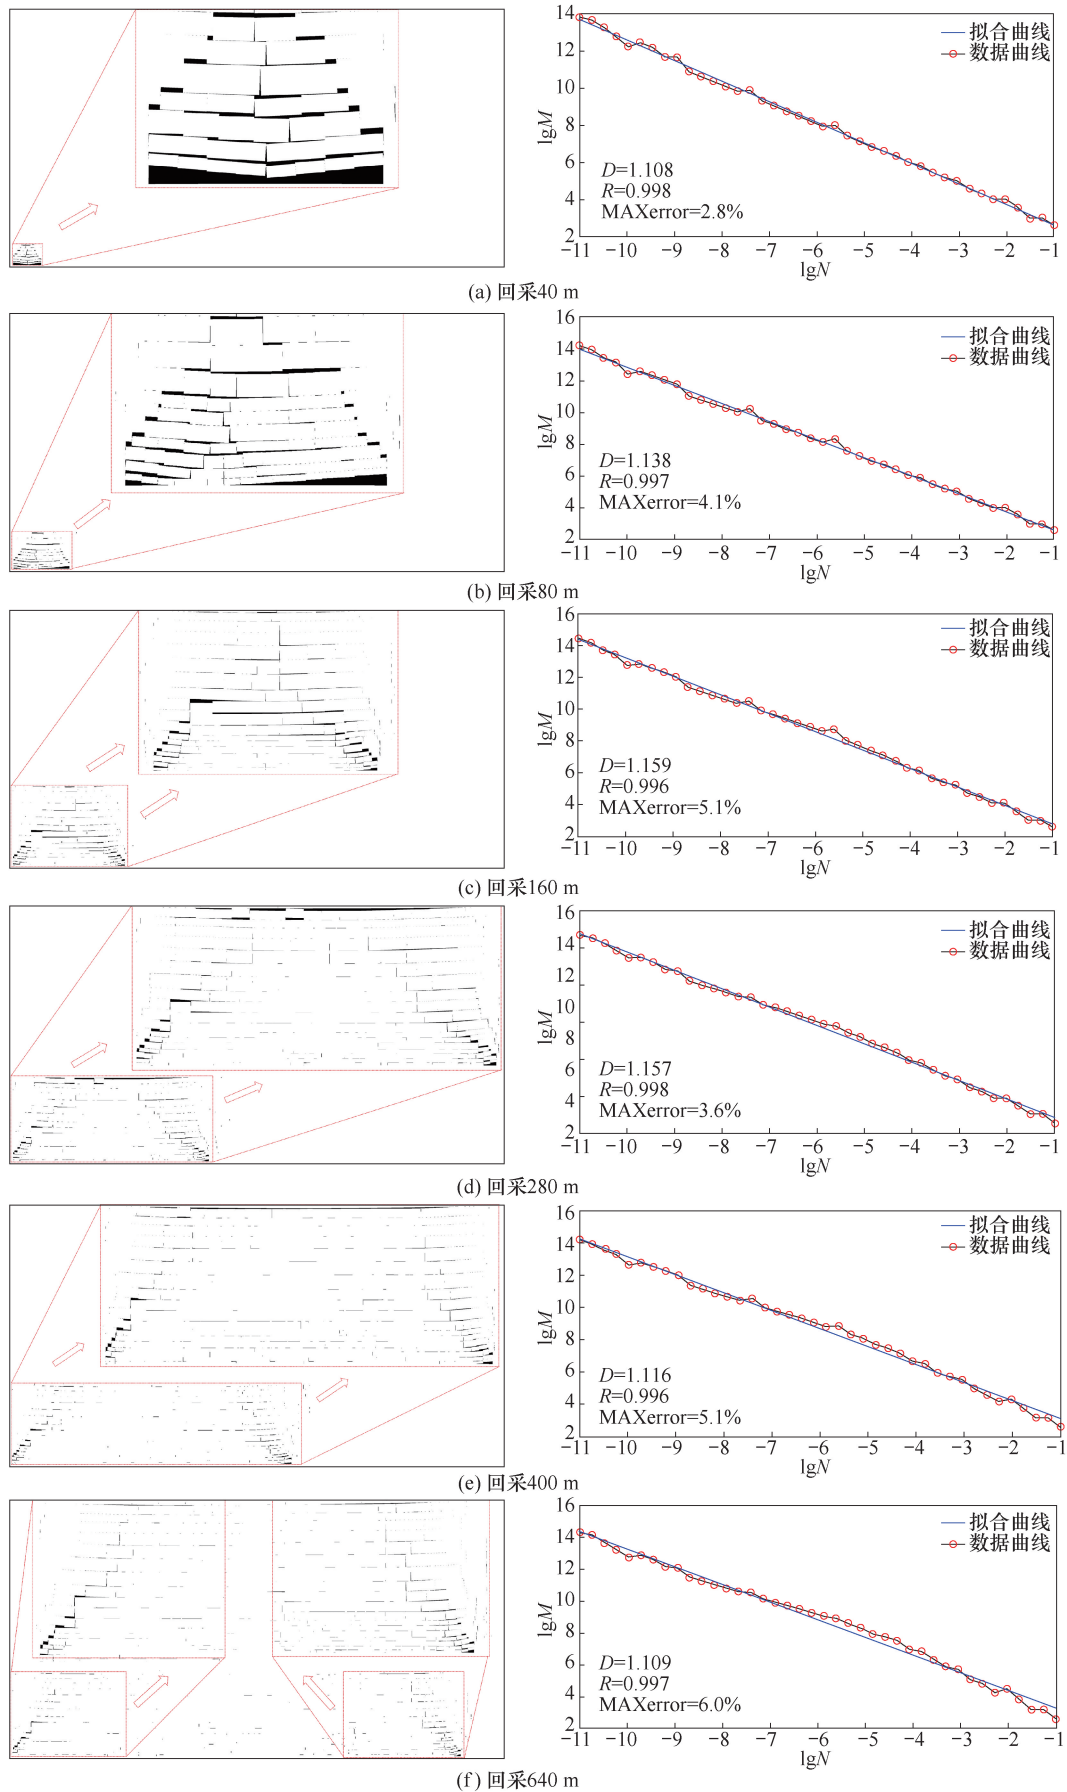 14
12
10
8
6
4
2
lgM
拟合曲线
数据曲线
D=1.108
R=0.998
MAXerror=2.8%
−11 −10 −9 −8 −7 −6 −5 −4 −3 −2 −1
lgN
(a) 回采40 m
16
14
12
10
8
6
4
2
lgM
拟合曲线
数据曲线
D=1.138
R=0.997
MAXerror=4.1%
−11 −10 −9 −8 −7 −6 −5 −4 −3 −2 −1
lgN
(b) 回采80 m
16
14
12
10
8
6
4
2
lgM
拟合曲线
数据曲线
D=1.159
R=0.996
MAXerror=5.1%
−11 −10 −9 −8 −7 −6 −5 −4 −3 −2 −1
lgN
(c) 回采160 m
16
14
12
10
8
6
4
2
lgM
拟合曲线
数据曲线
D=1.157
R=0.998
MAXerror=3.6%
−11 −10 −9 −8 −7 −6 −5 −4 −3 −2 −1
lgN
(d) 回采280 m
16
14
12
10
8
6
4
2
lgM
拟合曲线
数据曲线
D=1.116
R=0.996
MAXerror=5.1%
−11 −10 −9 −8 −7 −6 −5 −4 −3 −2 −1
lgN
(e) 回采400 m
16
14
12
10
8
6
4
2
lgM
拟合曲线
数据曲线
D=1.109
R=0.997
MAXerror=6.0%
−11 −10 −9 −8 −7 −6 −5 −4 −3 −2 −1
lgN
(f) 回采640 m